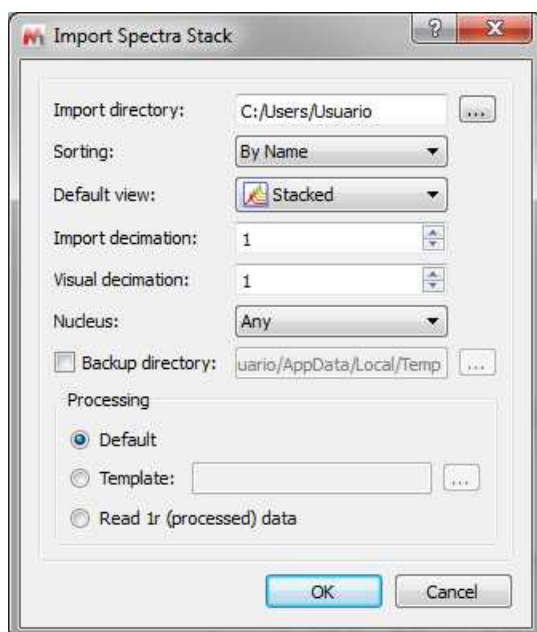 Import Spectra Stack
Import directory: C:/Users/Usuario ...
Sorting: By Name
Default view: Stacked
Import decimation: 1
Visual decimation: 1
Nucleus: Any
Backup directory: uario/AppData/Local/Temp ...
Processing
Default
Template: ...
Read 1r (processed) data
OK Cancel